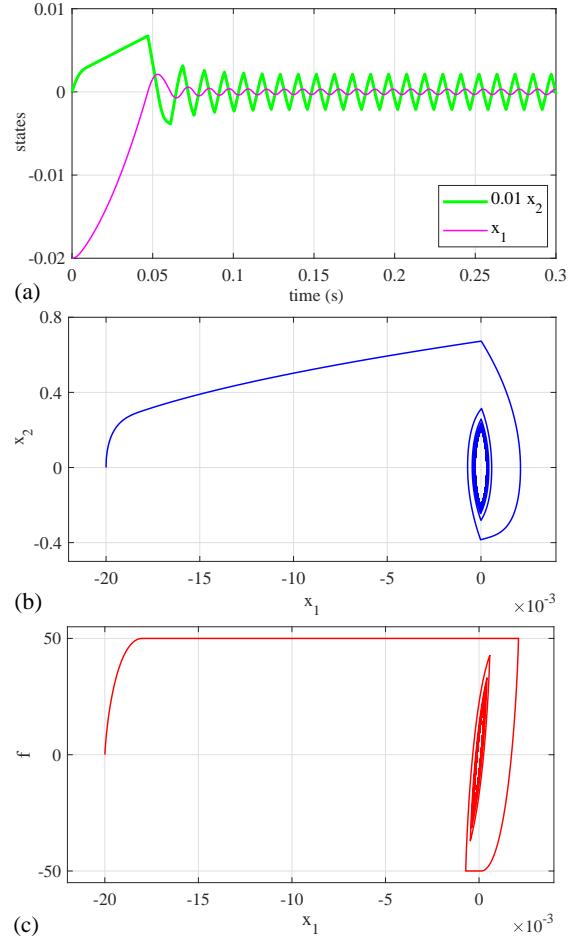 0.01
0
-0.01
-0.02
states
0 0.05 0.1 0.15 0.2 0.25 0.3
time (s)
0.01 x2
x1
(a)
0.8
0.4
0
-0.4
x2
-20 -15 -10 -5 0
x1
×10-3
(b)
50
0
-50
f
-20 -15 -10 -5 0
x1
×10-3
(c)